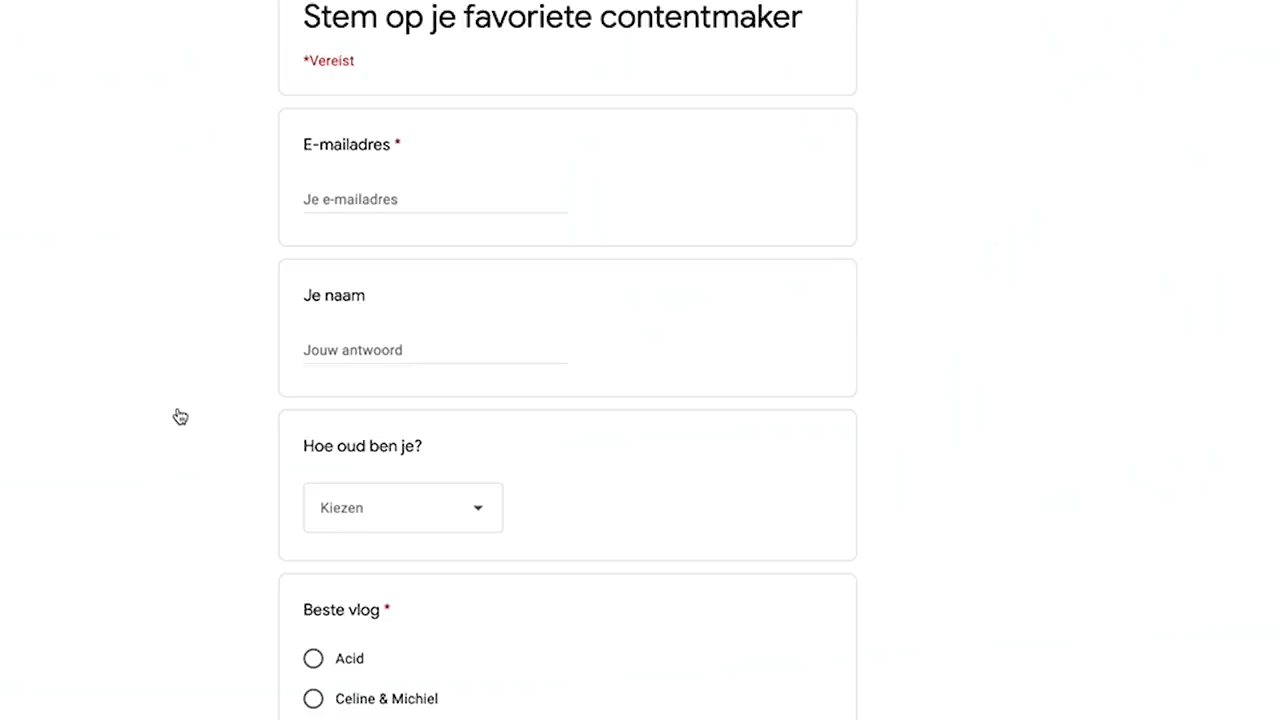 Stem op je favoriete contentmaker
*Vereist
E-mailadres *
Je e-mailadres
Je naam
Jouw antwoord
Hoe oud ben je?
Kiezen
Beste vlog *
Acid
Celine & Michiel